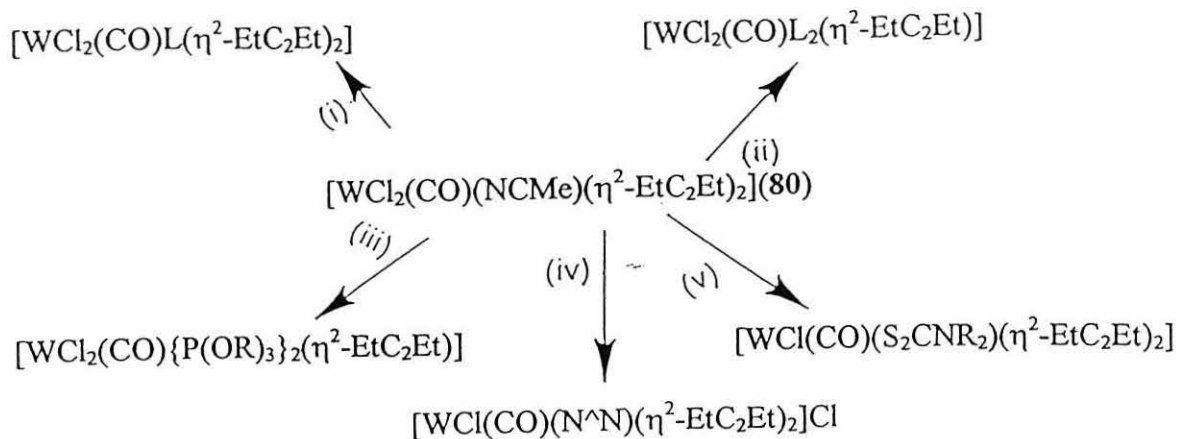 [WCl₂(CO)L(η²-EtC₂Et)₂]
[WCl₂(CO)L₂(η²-EtC₂Et)]
(i)
(ii)
[WCl₂(CO)(NCMe)(η²-EtC₂Et)₂](80)
(iii)
(iv)
(v)
[WCl₂(CO){P(OR)₃}₂(η²-EtC₂Et)]
[WCl(CO)(S₂CNR₂)(η²-EtC₂Et)₂]
[WCl(CO)(N^N)(η²-EtC₂Et)₂]Cl